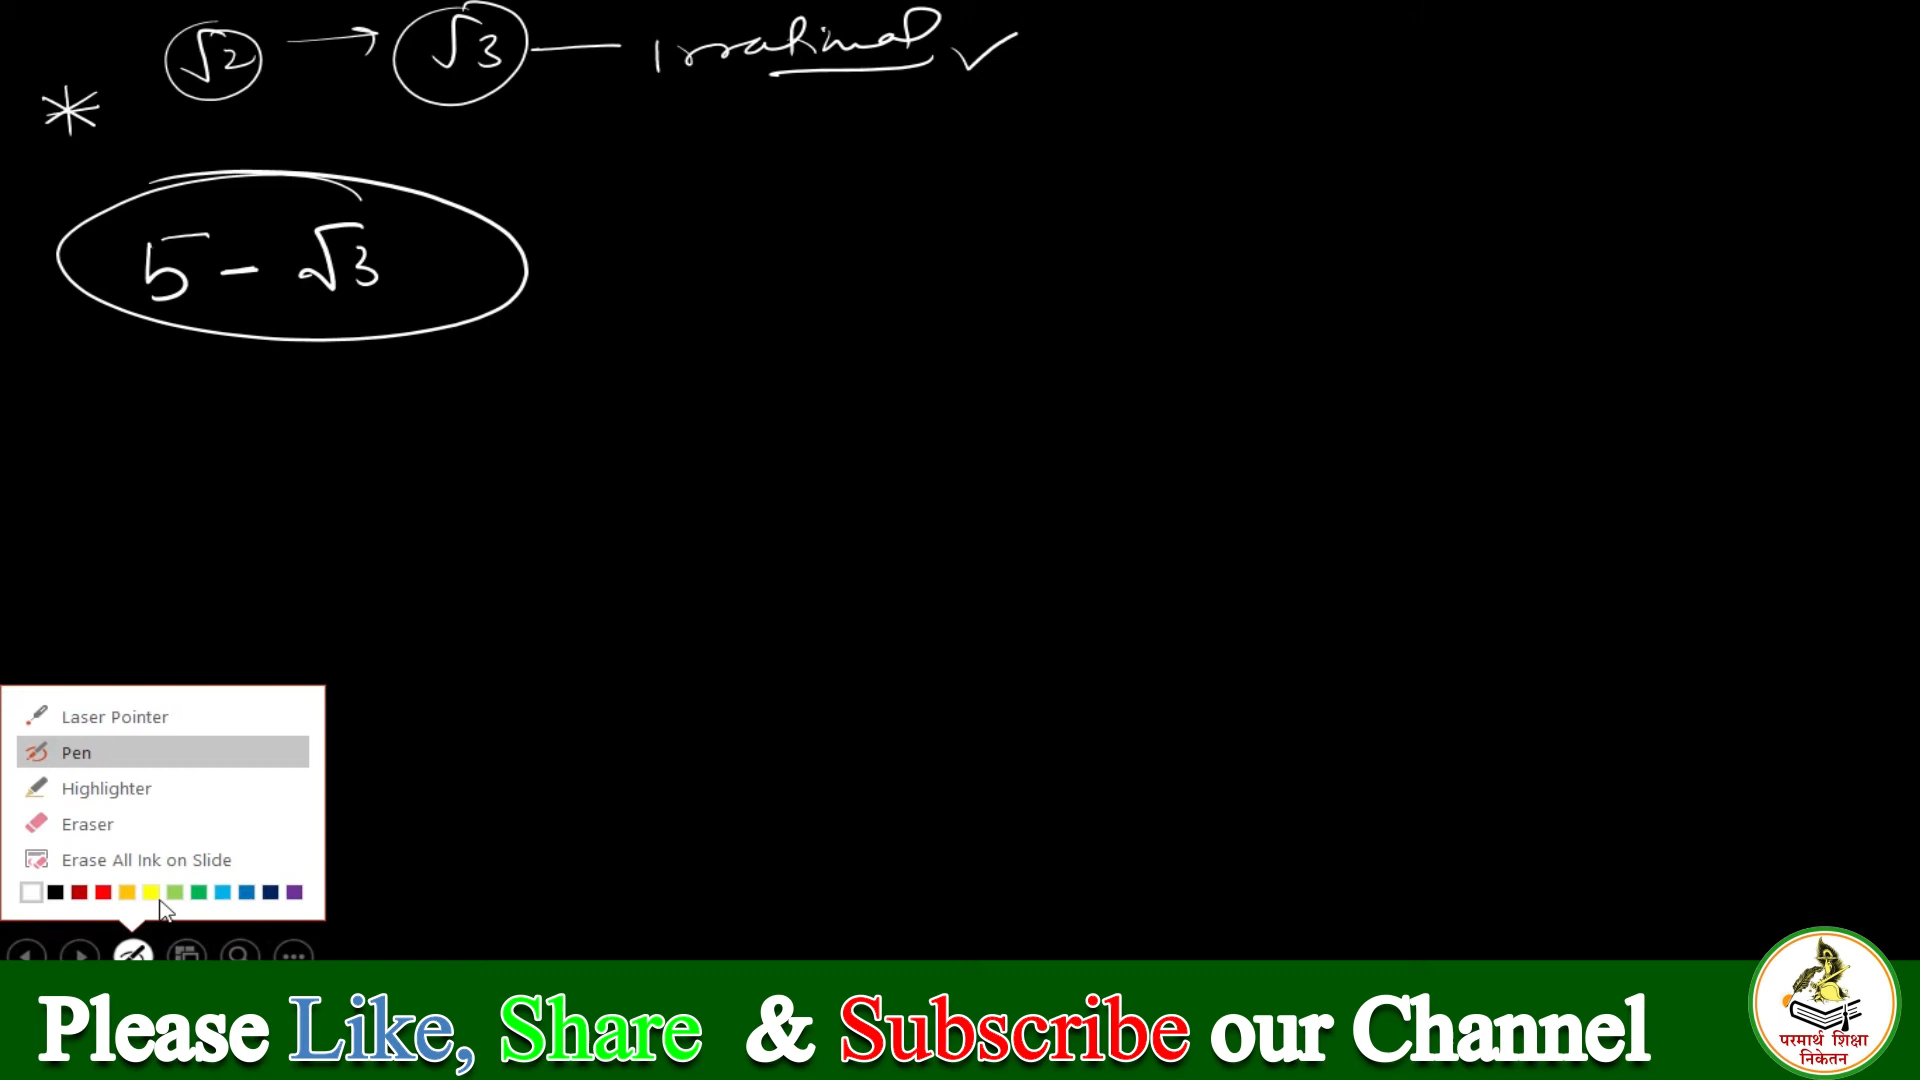 √2 → √3 — irrational ✓
*
5 - √3
Laser Pointer
Pen
Highlighter
Eraser
Erase All Ink on Slide
Please Like, Share & Subscribe our Channel
परमार्थ शिक्षा
निकेतन